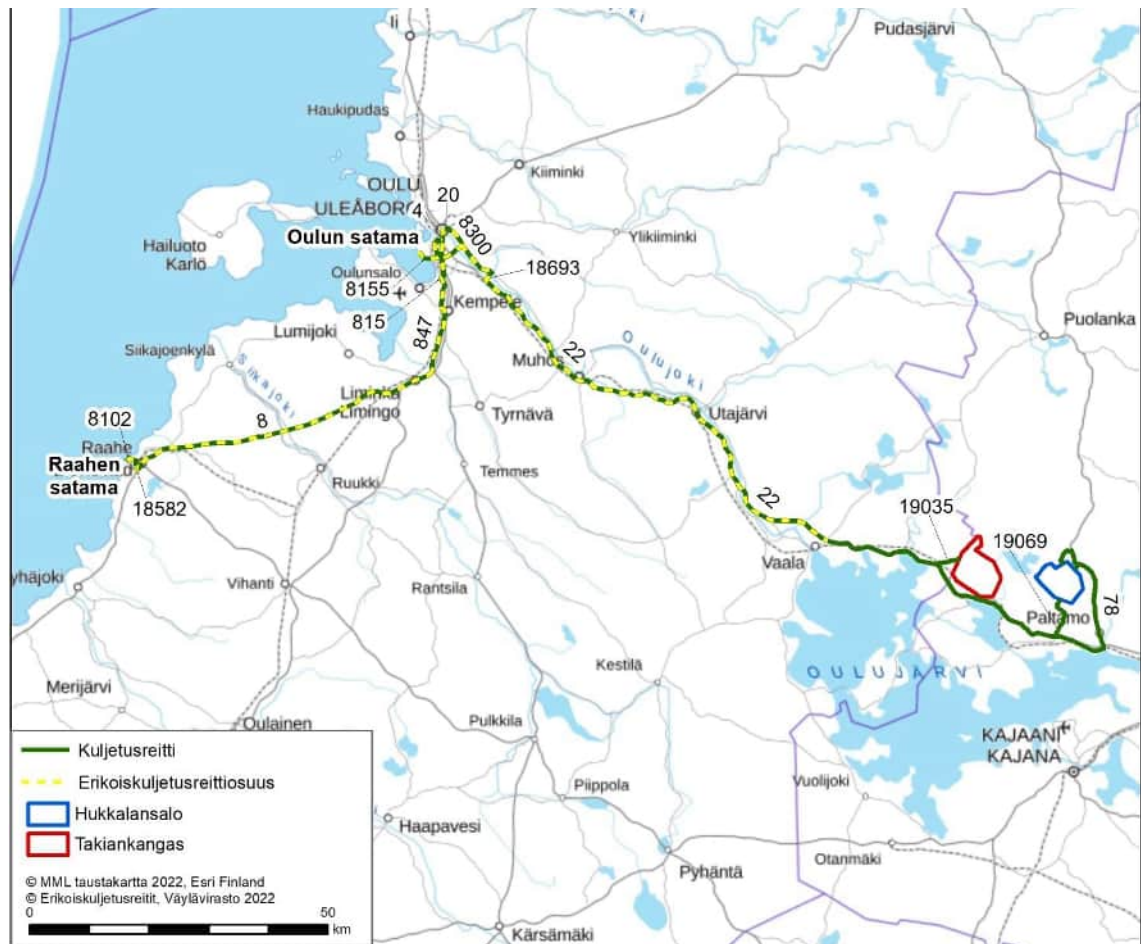 Ii
Pudasjärvi
Haukipudas
Kiiminki
OULU
20
ULEÅBORG
4
8300
Oulun satama
Ylikiiminki
Hailuoto
Karlö
18693
Oulunsalo
8155
Kempele
815
Puolanka
Lumijoki
847
Oulujoki
Siikajoenkylä
Muhos
22
Siikajoki
Liminka
Limingo
Tyrnävä
Utajärvi
8102
8
Raahe
Raahen
satama
Temmes
Ruukki
22
18582
19035
19069
Vaala
Vihanti
Rantsila
78
Paltamo
Kestilä
OULUJÄRVI
Merijärvi
Pulkkila
Oulainen
KAJAANI
KAJANA
Kuljetusreitti
Erikoiskuljetusreittiosuus
Piippola
Vuolijoki
Hukkalansalo
Haapavesi
Takiankangas
Otanmäki
Pyhäntä
© MML taustakartta 2022, Esri Finland
© Erikoiskuljetusreitit, Väylävirasto 2022
0 50
km
Kärsämäki